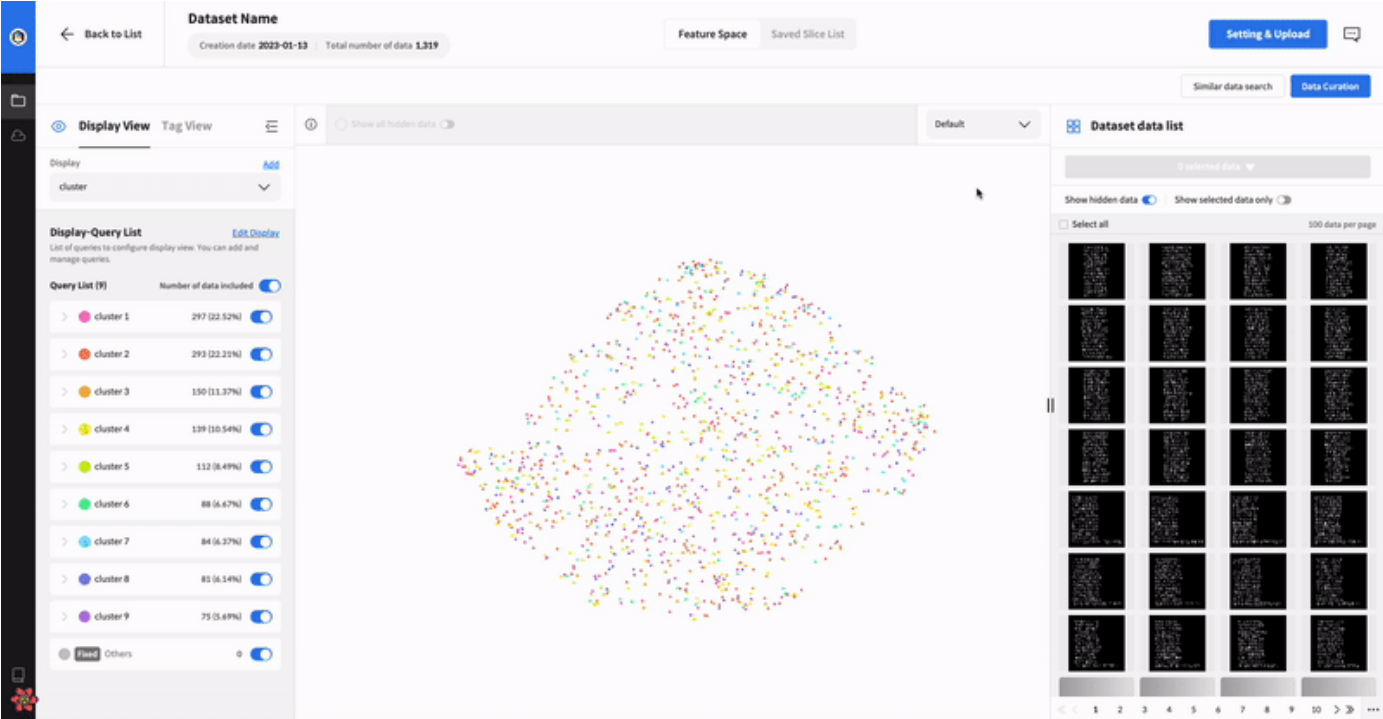 Back to List
Dataset Name
Creation date 2023-01-13 | Total number of data 1,319
Feature Space
Saved Slice List
Setting & Upload
Similar data search
Data Curation
Display View
Tag View
Show all hidden data
Default
Dataset data list
Display
Add
cluster
0 selected data
Show hidden data
Show selected data only
Select all
100 data per page
Display-Query List
Edit Display
List of queries to configure display view. You can add and
manage queries.
Query List (9)
Number of data included
cluster 1 297 (22.52%)
cluster 2 293 (22.21%)
cluster 3 150 (11.37%)
cluster 4 139 (10.54%)
cluster 5 112 (8.49%)
cluster 6 88 (6.67%)
cluster 7 84 (6.37%)
cluster 8 81 (6.14%)
cluster 9 75 (5.69%)
Fixed Others 0
1 2 3 4 5 6 7 8 9 10